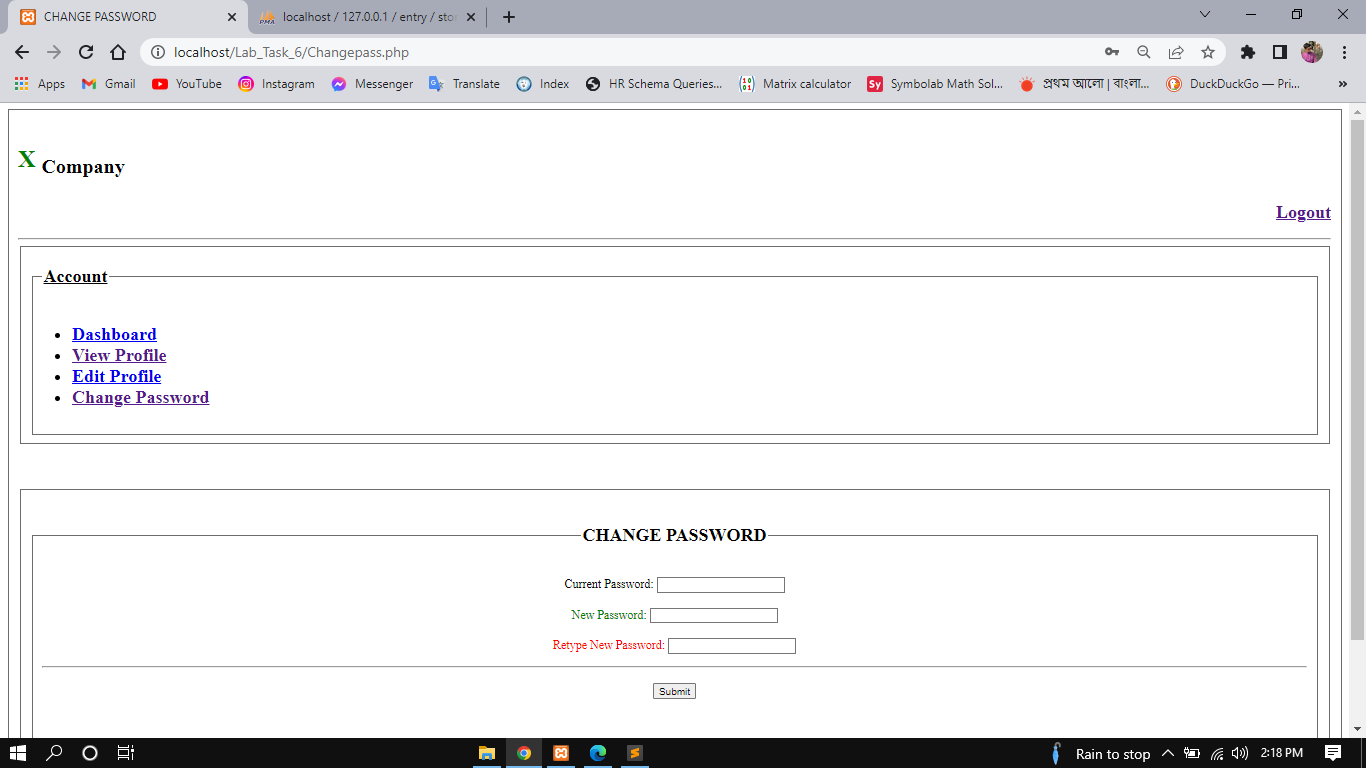 CHANGE PASSWORD
localhost / 127.0.0.1 / entry / sto
localhost/Lab_Task_6/Changepass.php
Apps Gmail YouTube Instagram Messenger Translate Index HR Schema Queries... Matrix calculator Symbolab Math Sol... প্রথম আলো | বাংলা... DuckDuckGo — Pri... »
X Company
Logout
Account
• Dashboard
• View Profile
• Edit Profile
• Change Password
CHANGE PASSWORD
Current Password:
New Password:
Retype New Password:
Submit
Rain to stop 2:18 PM